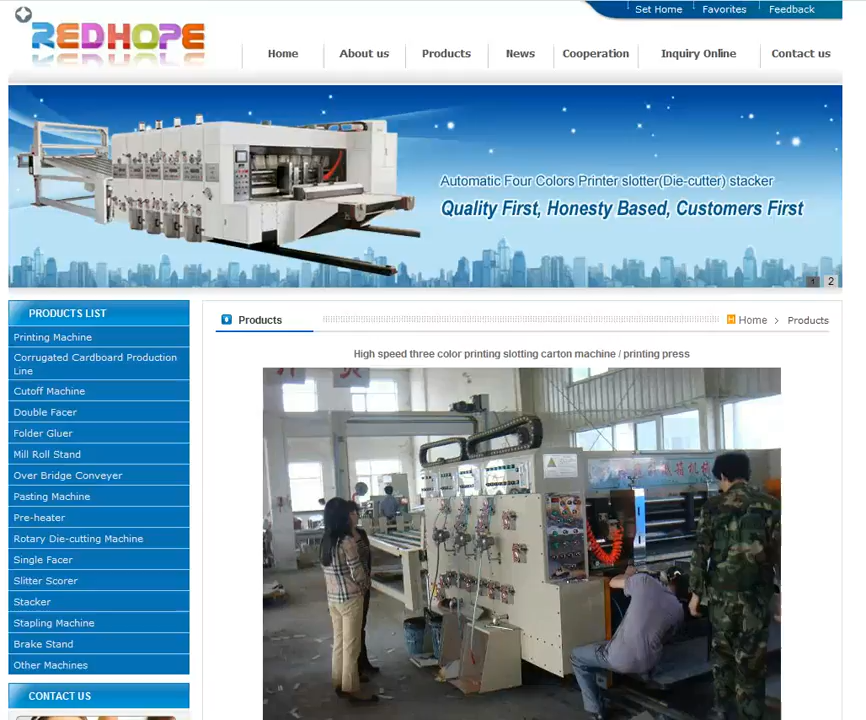 Set Home
Favorites
Feedback
REDHOPE
Home
About us
Products
News
Cooperation
Inquiry Online
Contact us
Automatic Four Colors Printer slotter(Die-cutter) stacker
Quality First, Honesty Based, Customers First
1 2
PRODUCTS LIST
Printing Machine
Corrugated Cardboard Production
Line
Cutoff Machine
Double Facer
Folder Gluer
Mill Roll Stand
Over Bridge Conveyer
Pasting Machine
Pre-heater
Rotary Die-cutting Machine
Single Facer
Slitter Scorer
Stacker
Stapling Machine
Brake Stand
Other Machines
CONTACT US
Products
Home > Products
High speed three color printing slotting carton machine / printing press